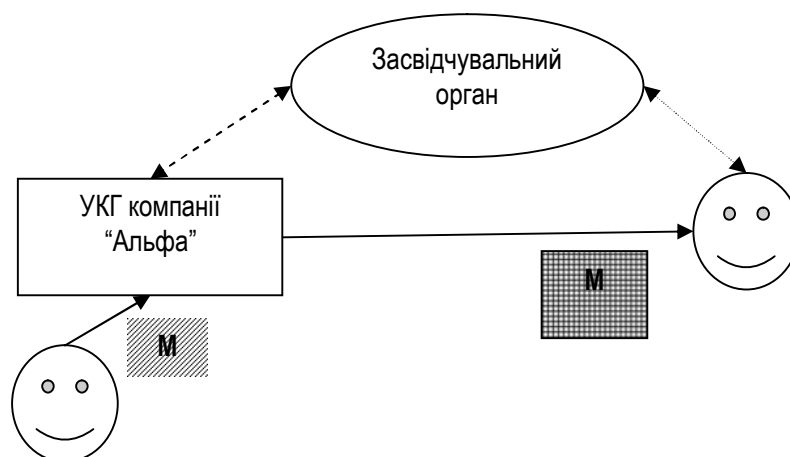 Засвідчувальний
орган
УКГ компанії
“Альфа”
М
М